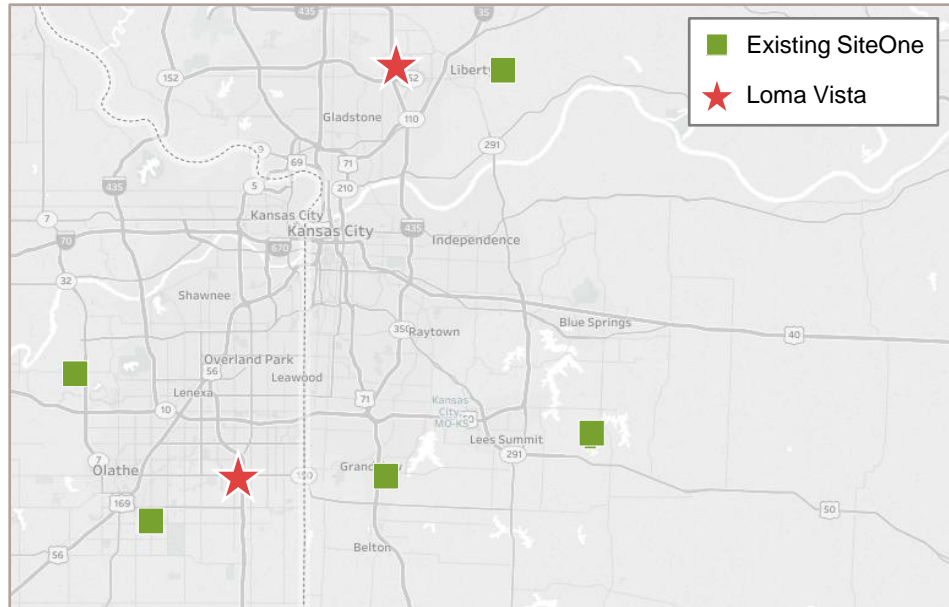 Existing SiteOne
Loma Vista
435
35
152
Liberty
152
Gladstone
110
291
9
69
71
435
5
210
Kansas City
7
Kansas City
435
Independence
70
670
32
Shawnee
Blue Springs
350
Raytown
40
Overland Park
56
Leawood
Lenexa
71
Kansas
City,
MO-KS
10
Lees Summit
7
291
Olathe
150
169
50
Belton
56